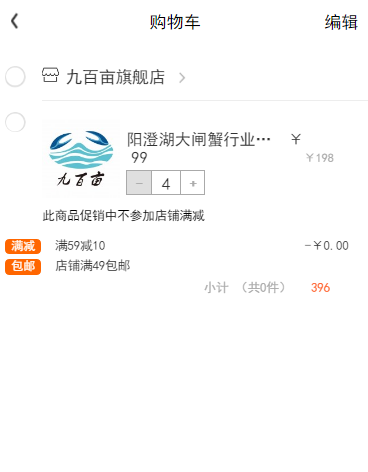 购物车 编辑
九百亩旗舰店
阳澄湖大闸蟹行业… ￥
99 ￥198
九百亩
- 4 +
此商品促销中不参加店铺满减
满减 满59减10 -￥0.00
包邮 店铺满49包邮
小计 （共0件） 396